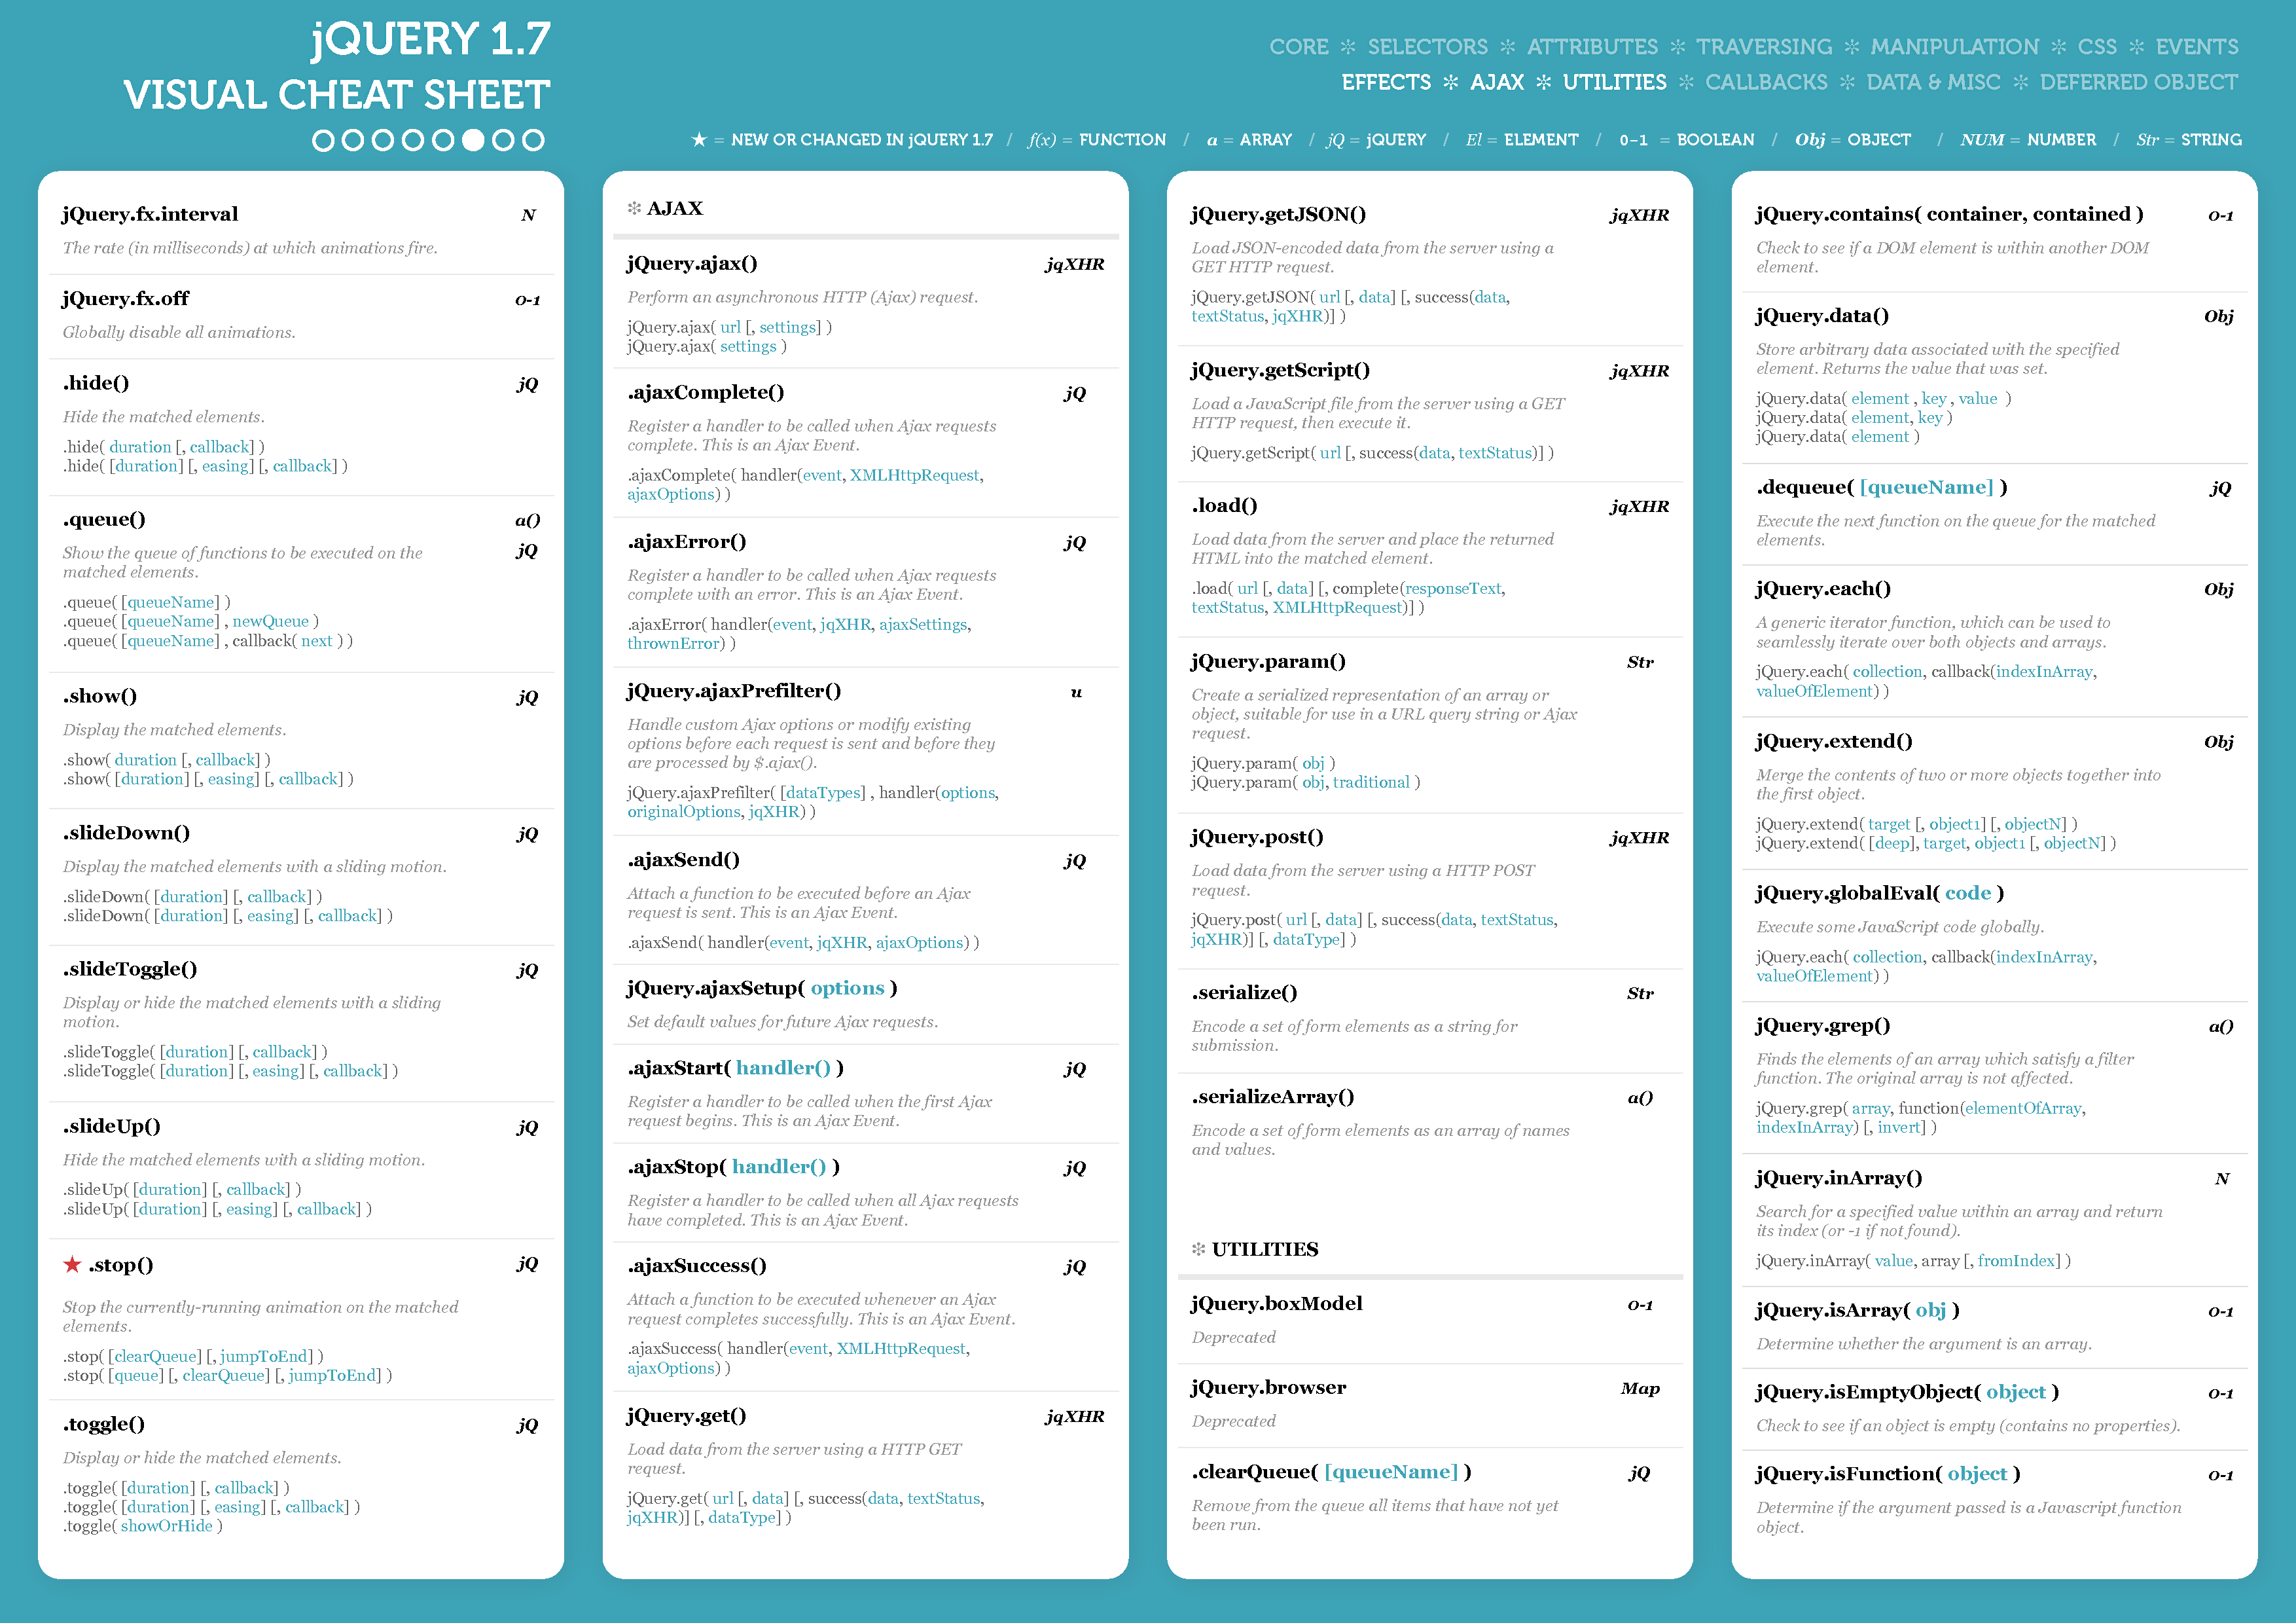 jQUERY 1.7
VISUAL CHEAT SHEET
CORE ✼ SELECTORS ✼ ATTRIBUTES ✼ TRAVERSING ✼ MANIPULATION ✼ CSS ✼ EVENTS
EFFECTS ✼ AJAX ✼ UTILITIES ✼ CALLBACKS ✼ DATA & MISC ✼ DEFERRED OBJECT
★ = NEW OR CHANGED IN jQUERY 1.7 / f(x) = FUNCTION / a = ARRAY / jQ = jQUERY / El = ELEMENT / 0-1 = BOOLEAN / Obj = OBJECT / NUM = NUMBER / Str = STRING
jQuery.fx.interval N
The rate (in milliseconds) at which animations fire.
jQuery.fx.off 0-1
Globally disable all animations.
.hide() jQ
Hide the matched elements.
.hide( duration [, callback] )
.hide( [duration] [, easing] [, callback] )
.queue() a()
Show the queue of functions to be executed on the jQ
matched elements.
.queue( [queueName] )
.queue( [queueName] , newQueue )
.queue( [queueName] , callback( next ) )
.show() jQ
Display the matched elements.
.show( duration [, callback] )
.show( [duration] [, easing] [, callback] )
.slideDown() jQ
Display the matched elements with a sliding motion.
.slideDown( [duration] [, callback] )
.slideDown( [duration] [, easing] [, callback] )
.slideToggle() jQ
Display or hide the matched elements with a sliding
motion.
.slideToggle( [duration] [, callback] )
.slideToggle( [duration] [, easing] [, callback] )
.slideUp() jQ
Hide the matched elements with a sliding motion.
.slideUp( [duration] [, callback] )
.slideUp( [duration] [, easing] [, callback] )
★ .stop() jQ
Stop the currently-running animation on the matched
elements.
.stop( [clearQueue] [, jumpToEnd] )
.stop( [queue] [, clearQueue] [, jumpToEnd] )
.toggle() jQ
Display or hide the matched elements.
.toggle( [duration] [, callback] )
.toggle( [duration] [, easing] [, callback] )
.toggle( showOrHide )
✼ AJAX
jQuery.ajax() jqXHR
Perform an asynchronous HTTP (Ajax) request.
jQuery.ajax( url [, settings] )
jQuery.ajax( settings )
.ajaxComplete() jQ
Register a handler to be called when Ajax requests
complete. This is an Ajax Event.
.ajaxComplete( handler(event, XMLHttpRequest,
ajaxOptions) )
.ajaxError() jQ
Register a handler to be called when Ajax requests
complete with an error. This is an Ajax Event.
.ajaxError( handler(event, jqXHR, ajaxSettings,
thrownError) )
jQuery.ajaxPrefilter() u
Handle custom Ajax options or modify existing
options before each request is sent and before they
are processed by $.ajax().
jQuery.ajaxPrefilter( [dataTypes] , handler(options,
originalOptions, jqXHR) )
.ajaxSend() jQ
Attach a function to be executed before an Ajax
request is sent. This is an Ajax Event.
.ajaxSend( handler(event, jqXHR, ajaxOptions) )
jQuery.ajaxSetup( options )
Set default values for future Ajax requests.
.ajaxStart( handler() ) jQ
Register a handler to be called when the first Ajax
request begins. This is an Ajax Event.
.ajaxStop( handler() ) jQ
Register a handler to be called when all Ajax requests
have completed. This is an Ajax Event.
.ajaxSuccess() jQ
Attach a function to be executed whenever an Ajax
request completes successfully. This is an Ajax Event.
.ajaxSuccess( handler(event, XMLHttpRequest,
ajaxOptions) )
jQuery.get() jqXHR
Load data from the server using a HTTP GET
request.
jQuery.get( url [, data] [, success(data, textStatus,
jqXHR)] [, dataType] )
jQuery.getJSON() jqXHR
Load JSON-encoded data from the server using a
GET HTTP request.
jQuery.getJSON( url [, data] [, success(data,
textStatus, jqXHR)] )
jQuery.getScript() jqXHR
Load a JavaScript file from the server using a GET
HTTP request, then execute it.
jQuery.getScript( url [, success(data, textStatus)] )
.load() jqXHR
Load data from the server and place the returned
HTML into the matched element.
.load( url [, data] [, complete(responseText,
textStatus, XMLHttpRequest)] )
jQuery.param() Str
Create a serialized representation of an array or
object, suitable for use in a URL query string or Ajax
request.
jQuery.param( obj )
jQuery.param( obj, traditional )
jQuery.post() jqXHR
Load data from the server using a HTTP POST
request.
jQuery.post( url [, data] [, success(data, textStatus,
jqXHR)] [, dataType] )
.serialize() Str
Encode a set of form elements as a string for
submission.
.serializeArray() a()
Encode a set of form elements as an array of names
and values.
✼ UTILITIES
jQuery.boxModel 0-1
Deprecated
jQuery.browser Map
Deprecated
.clearQueue( [queueName] ) jQ
Remove from the queue all items that have not yet
been run.
jQuery.contains( container, contained ) 0-1
Check to see if a DOM element is within another DOM
element.
jQuery.data() Obj
Store arbitrary data associated with the specified
element. Returns the value that was set.
jQuery.data( element , key , value )
jQuery.data( element, key )
jQuery.data( element )
.dequeue( [queueName] ) jQ
Execute the next function on the queue for the matched
elements.
jQuery.each() Obj
A generic iterator function, which can be used to
seamlessly iterate over both objects and arrays.
jQuery.each( collection, callback(indexInArray,
valueOfElement) )
jQuery.extend() Obj
Merge the contents of two or more objects together into
the first object.
jQuery.extend( target [, object1] [, objectN] )
jQuery.extend( [deep], target, object1 [, objectN] )
jQuery.globalEval( code )
Execute some JavaScript code globally.
jQuery.each( collection, callback(indexInArray,
valueOfElement) )
jQuery.grep() a()
Finds the elements of an array which satisfy a filter
function. The original array is not affected.
jQuery.grep( array, function(elementOfArray,
indexInArray) [, invert] )
jQuery.inArray() N
Search for a specified value within an array and return
its index (or -1 if not found).
jQuery.inArray( value, array [, fromIndex] )
jQuery.isArray( obj ) 0-1
Determine whether the argument is an array.
jQuery.isEmptyObject( object ) 0-1
Check to see if an object is empty (contains no properties).
jQuery.isFunction( object ) 0-1
Determine if the argument passed is a Javascript function
object.